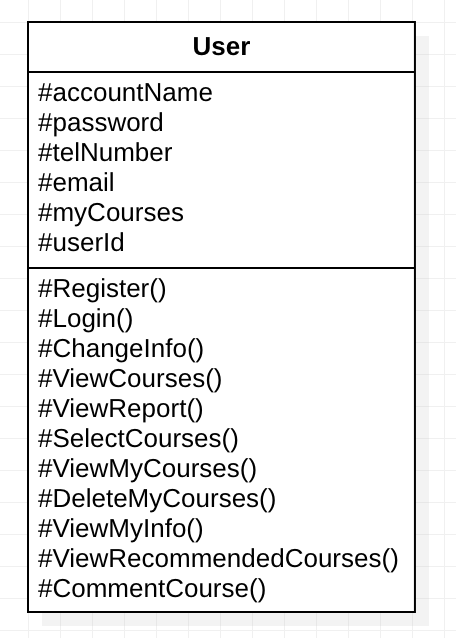 User
#accountName
#password
#telNumber
#email
#myCourses
#userId
#Register()
#Login()
#ChangeInfo()
#ViewCourses()
#ViewReport()
#SelectCourses()
#ViewMyCourses()
#DeleteMyCourses()
#ViewMyInfo()
#ViewRecommendedCourses()
#CommentCourse()